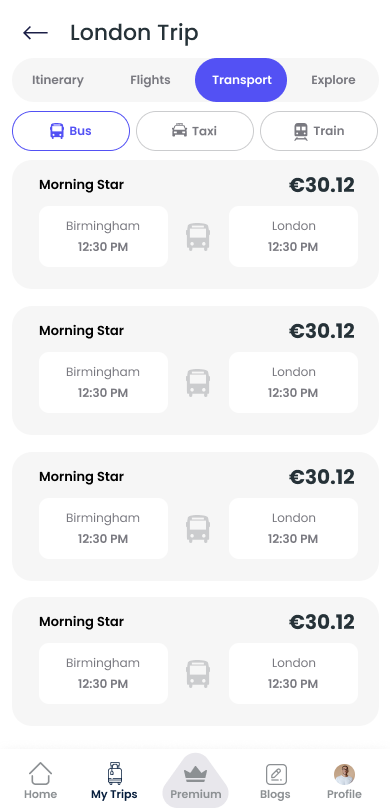 London Trip
Itinerary Flights Transport Explore
Bus Taxi Train
Morning Star €30.12
Birmingham London
12:30 PM 12:30 PM
Morning Star €30.12
Birmingham London
12:30 PM 12:30 PM
Morning Star €30.12
Birmingham London
12:30 PM 12:30 PM
Morning Star €30.12
Birmingham London
12:30 PM 12:30 PM
Home My Trips Premium Blogs Profile